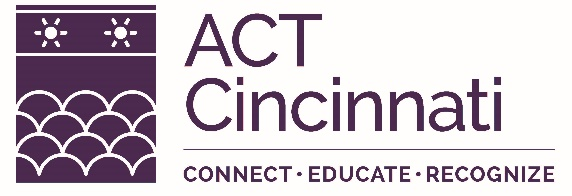 ACT
Cincinnati
CONNECT · EDUCATE · RECOGNIZE